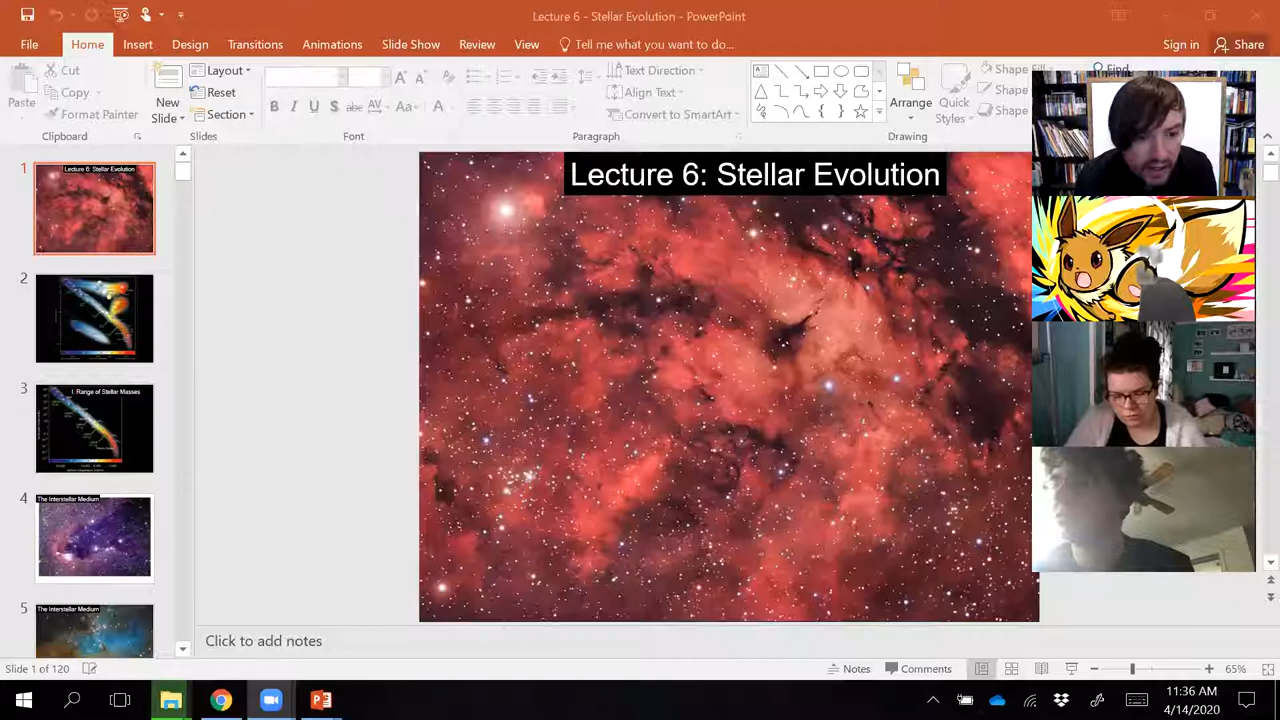 Lecture 6 - Stellar Evolution - PowerPoint
File Home Insert Design Transitions Animations Slide Show Review View Tell me what you want to do... Sign in Share
Paste
Cut
Copy
Format Painter
Clipboard
New Slide
Layout
Reset
Section
Slides
B I U S abc AV Aa A
Font
Text Direction
Align Text
Convert to SmartArt
Paragraph
Arrange
Quick Styles
Shape Fill
Shape
Shape
Drawing
Find
1
Lecture 6: Stellar Evolution
2
3
I. Range of Stellar Masses
4
The Interstellar Medium
5
The Interstellar Medium
Lecture 6: Stellar Evolution
Click to add notes
Slide 1 of 120
Notes Comments 65%
11:36 AM
4/14/2020